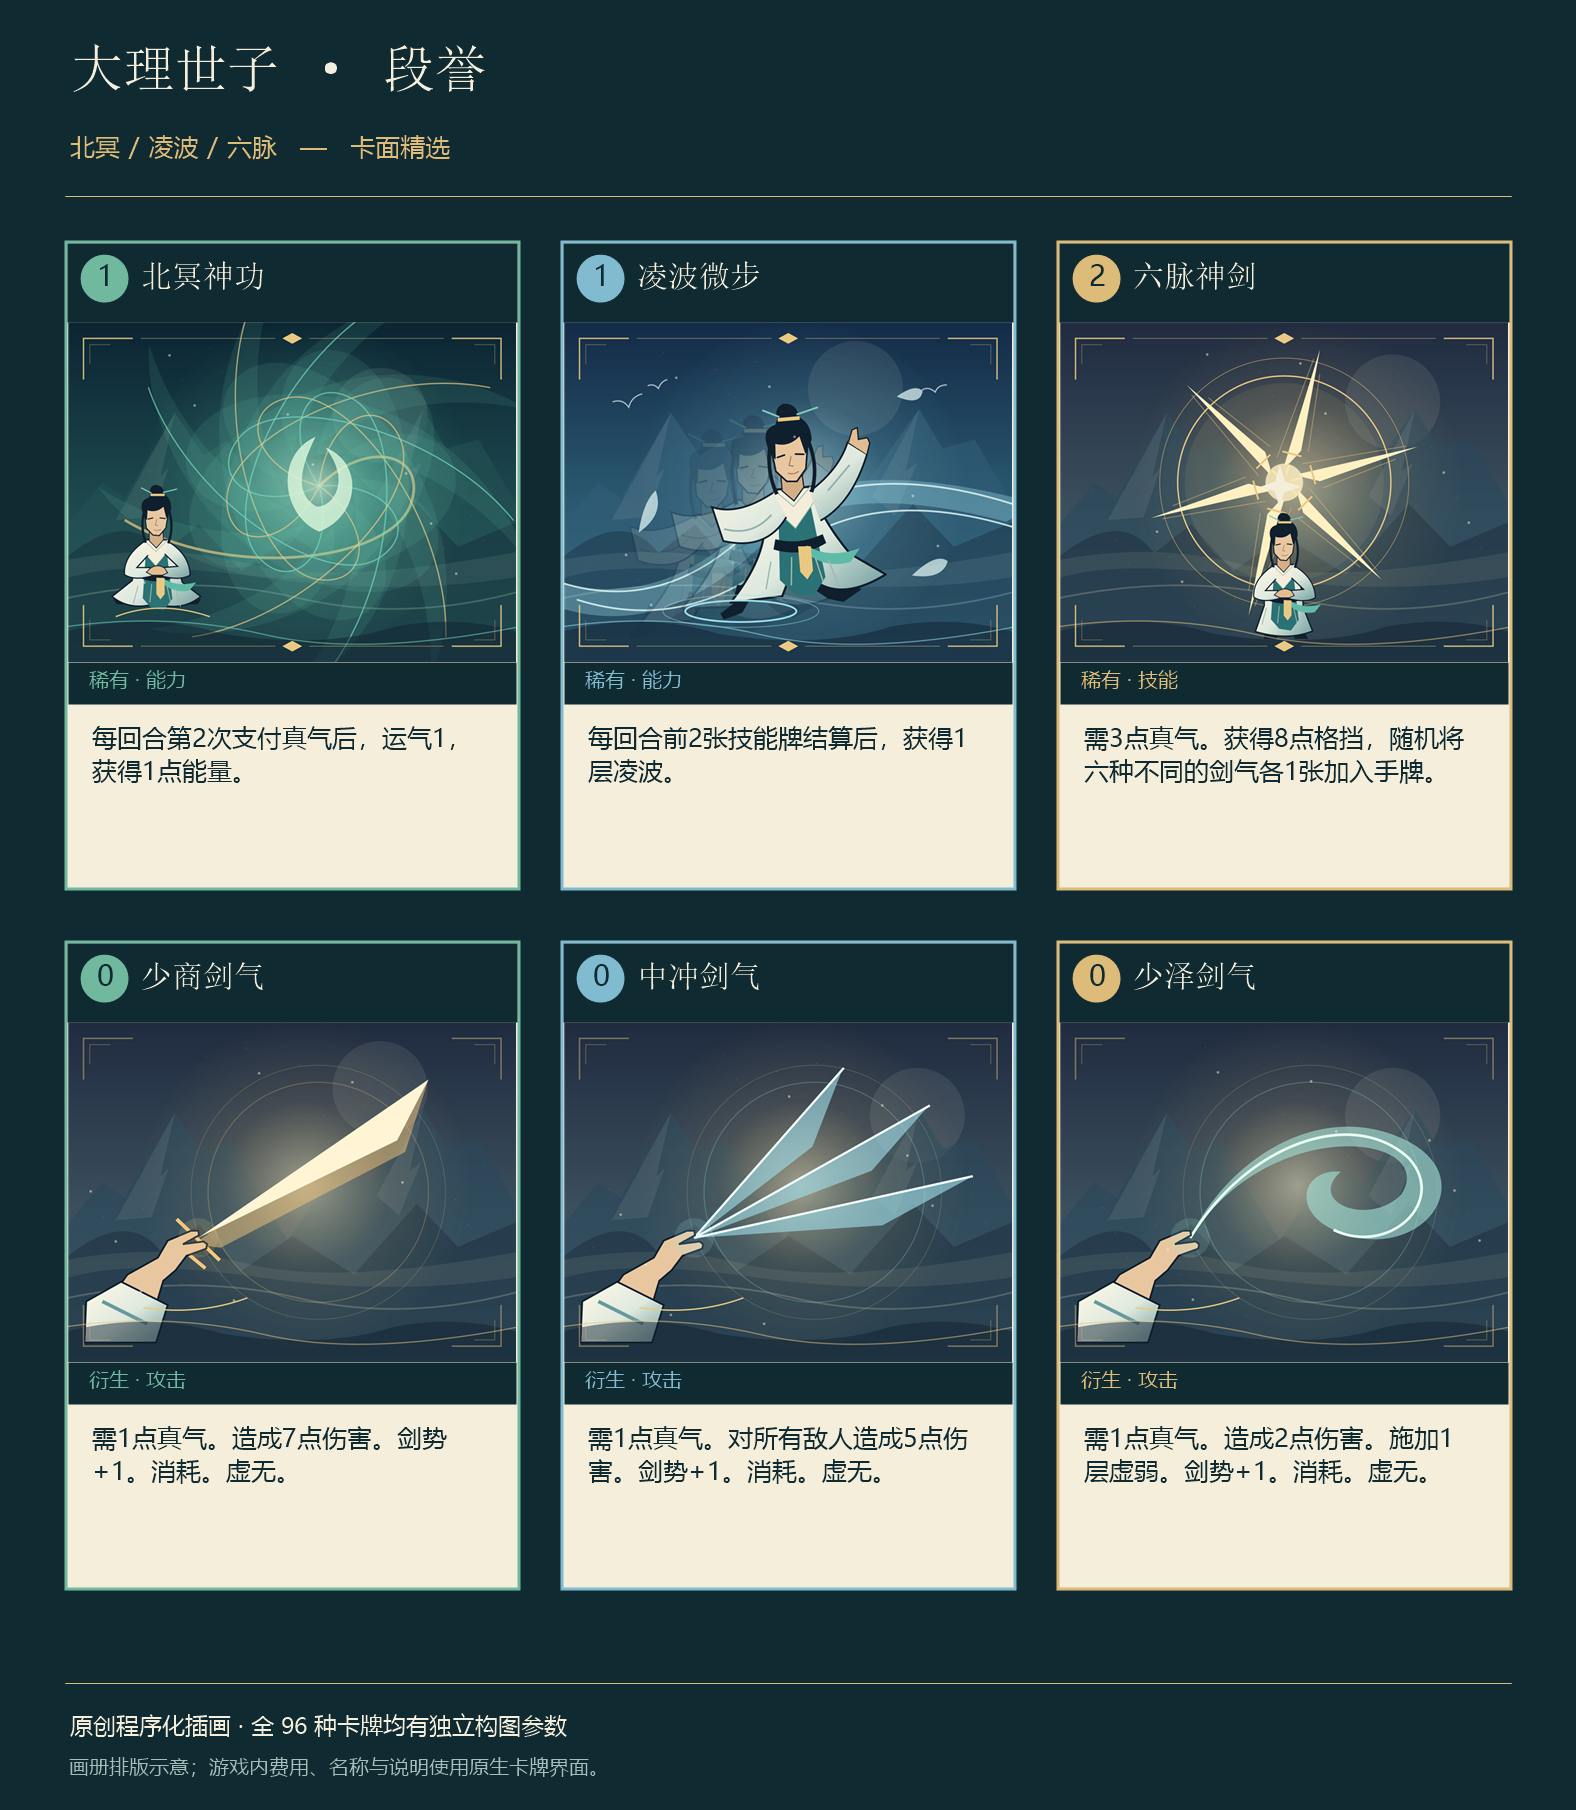 大理世子 · 段誉
北冥 / 凌波 / 六脉 — 卡面精选
1 北冥神功
稀有 · 能力
每回合第2次支付真气后，运气1，
获得1点能量。
1 凌波微步
稀有 · 能力
每回合前2张技能牌结算后，获得1
层凌波。
2 六脉神剑
稀有 · 技能
需3点真气。获得8点格挡，随机将
六种不同的剑气各1张加入手牌。
0 少商剑气
衍生 · 攻击
需1点真气。造成7点伤害。剑势
+1。消耗。虚无。
0 中冲剑气
衍生 · 攻击
需1点真气。对所有敌人造成5点伤
害。剑势+1。消耗。虚无。
0 少泽剑气
衍生 · 攻击
需1点真气。造成2点伤害。施加1
层虚弱。剑势+1。消耗。虚无。
原创程序化插画 · 全 96 种卡牌均有独立构图参数
画册排版示意；游戏内费用、名称与说明使用原生卡牌界面。